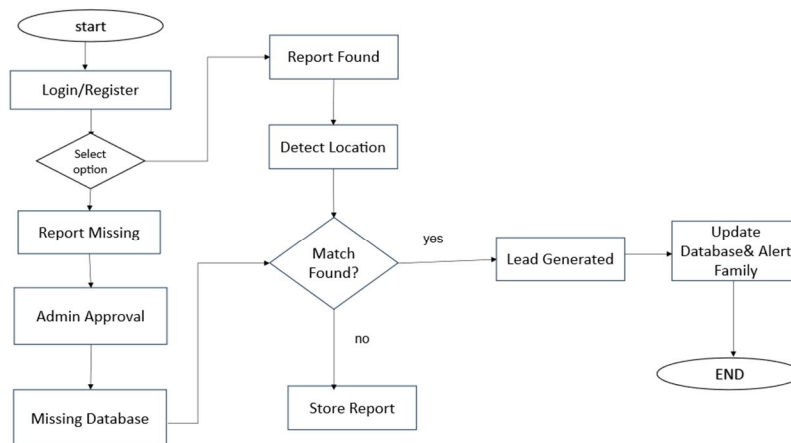 start
Login/Register
Select
option
Report Missing
Admin Approval
Missing Database
Report Found
Detect Location
Match
Found?
yes
no
Store Report
Lead Generated
Update
Database& Alert
Family
END